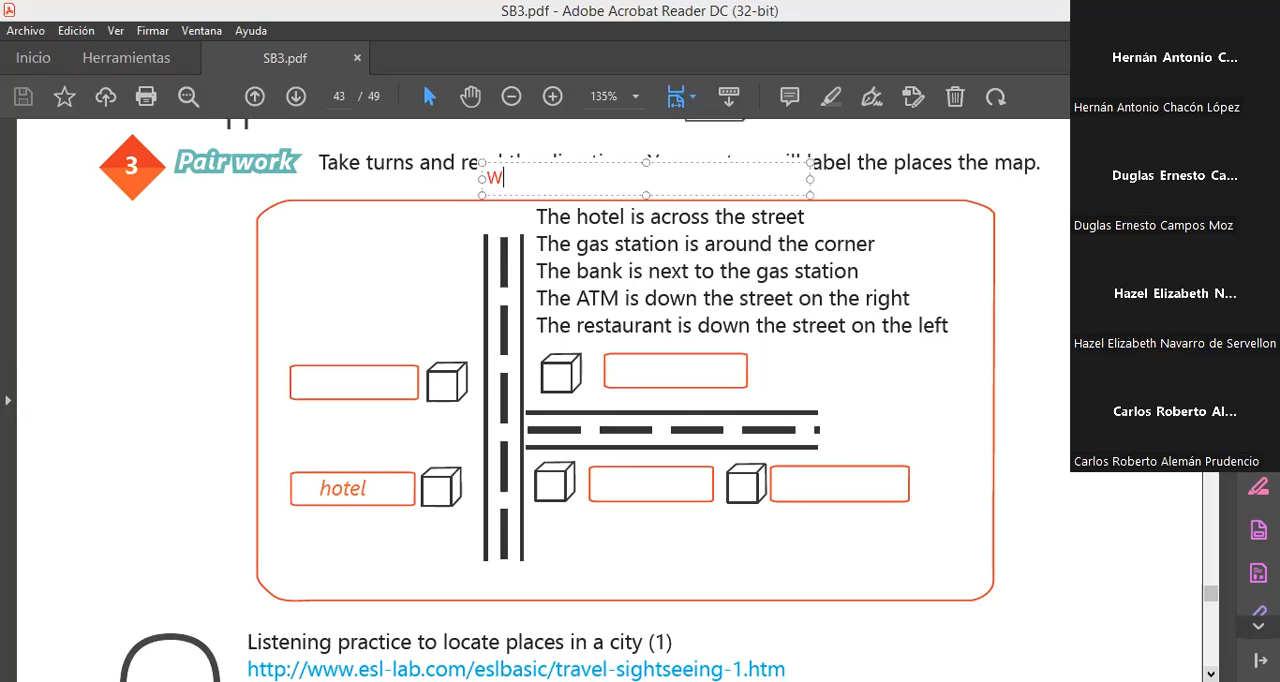 SB3.pdf - Adobe Acrobat Reader DC (32-bit)
Archivo Edición Ver Firmar Ventana Ayuda
Inicio Herramientas SB3.pdf ×
43 / 49 135%
3 Pair work Take turns and label the places the map.
W
The hotel is across the street
The gas station is around the corner
The bank is next to the gas station
The ATM is down the street on the right
The restaurant is down the street on the left
hotel
Listening practice to locate places in a city (1)
http://www.esl-lab.com/eslbasic/travel-sightseeing-1.htm
Hernán Antonio C...
Hernán Antonio Chacón López
Duglas Ernesto Ca...
Duglas Ernesto Campos Moz
Hazel Elizabeth N...
Hazel Elizabeth Navarro de Servellon
Carlos Roberto Al...
Carlos Roberto Alemán Prudencio